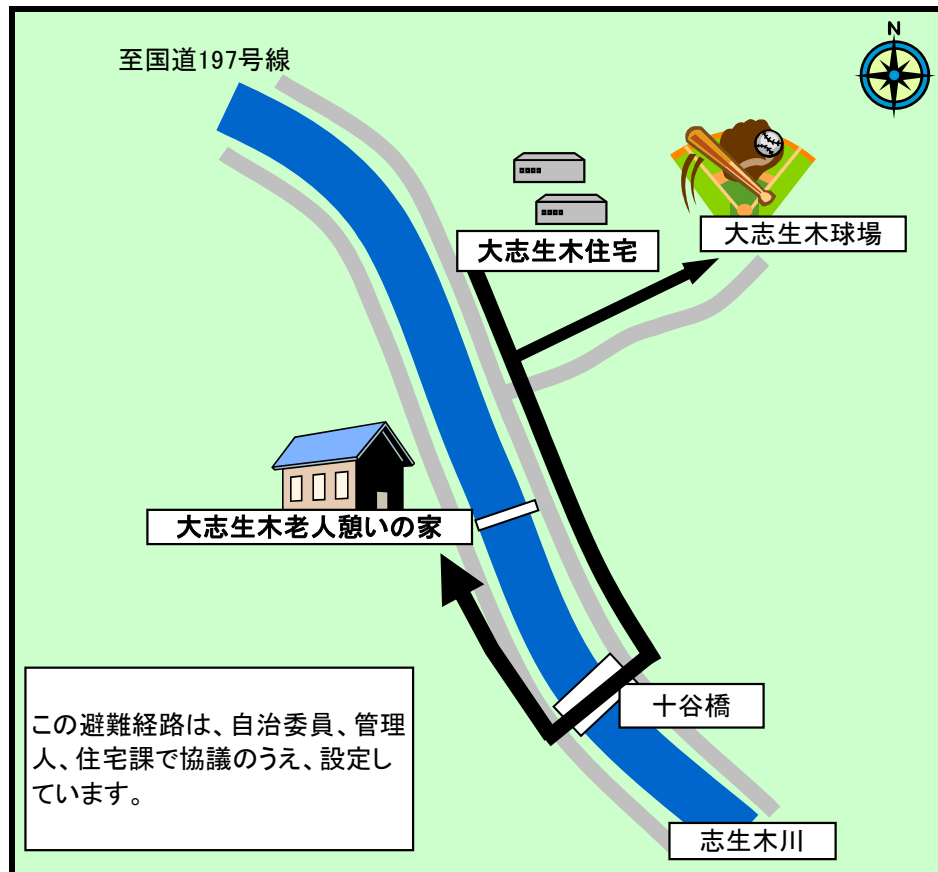 至国道197号線
N
大志生木住宅
大志生木球場
大志生木老人憩いの家
十谷橋
この避難経路は、自治委員、管理
人、住宅課で協議のうえ、設定し
ています。
志生木川